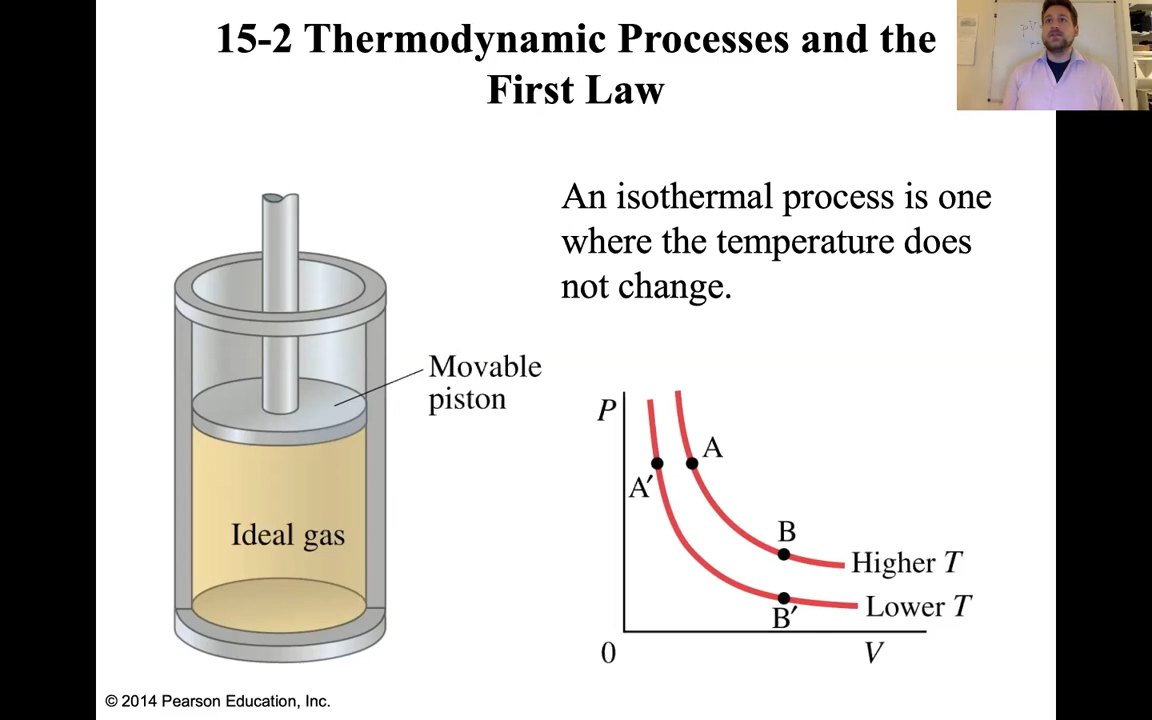 15-2 Thermodynamic Processes and the
First Law
An isothermal process is one
where the temperature does
not change.
Movable
piston
Ideal gas
P
A
A′
B
Higher T
Lower T
B′
0
V
© 2014 Pearson Education, Inc.